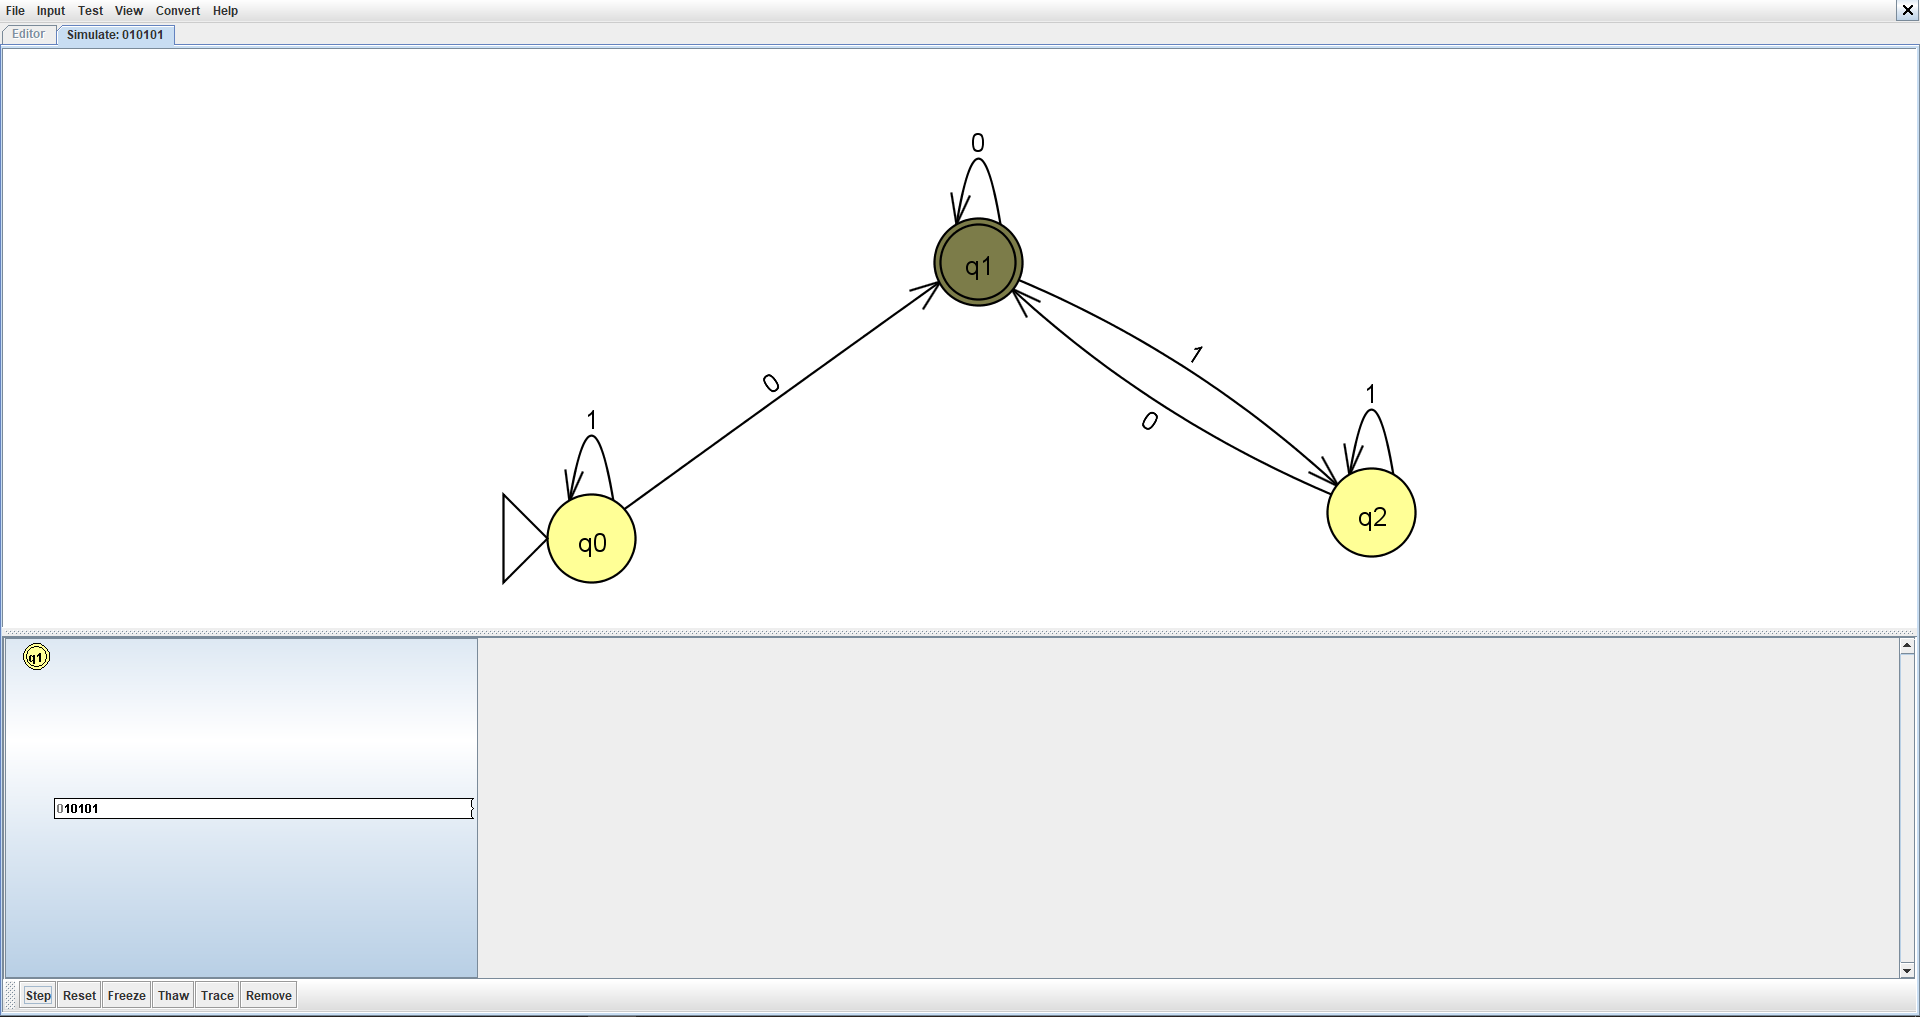 File Input Test View Convert Help
Editor Simulate: 010101
0
q1
1
0
0
1
1
q0
q2
q1
010101
Step Reset Freeze Thaw Trace Remove